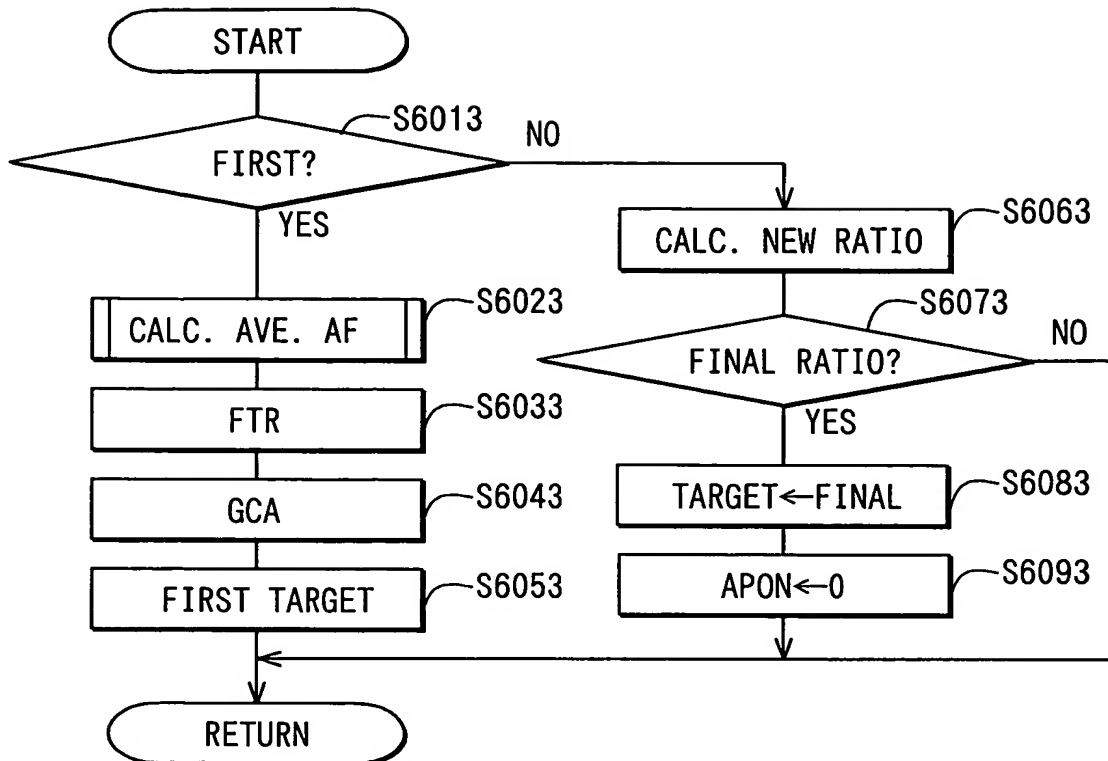 START
S6013
FIRST?
NO
YES
CALC. AVE. AF
S6023
FTR
S6033
GCA
S6043
FIRST TARGET
S6053
CALC. NEW RATIO
S6063
S6073
FINAL RATIO?
NO
YES
TARGET←FINAL
S6083
APON←0
S6093
RETURN